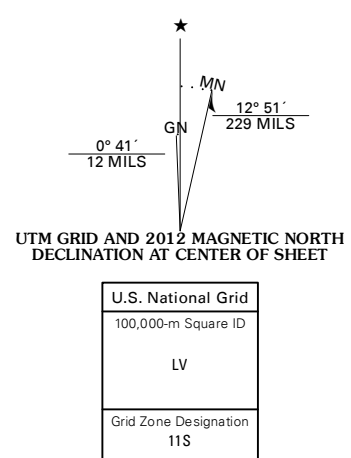 MN
12° 51´
229 MILS
GN
0° 41´
12 MILS
UTM GRID AND 2012 MAGNETIC NORTH
DECLINATION AT CENTER OF SHEET
U.S. National Grid
100,000-m Square ID
LV
Grid Zone Designation
11S